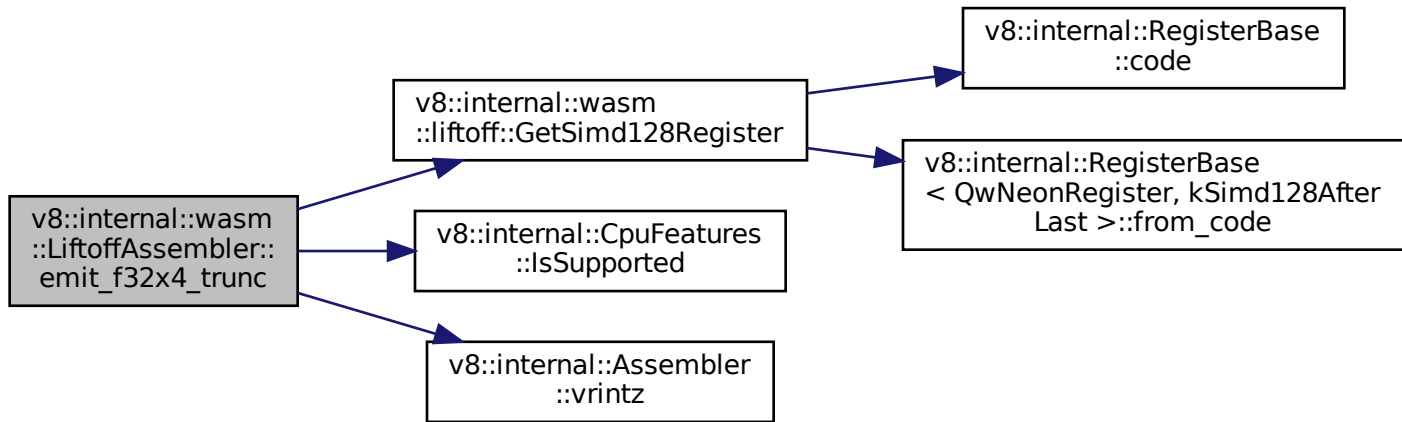 v8::internal::wasm
::LiftoffAssembler::
emit_f32x4_trunc
v8::internal::wasm
::liftoff::GetSimd128Register
v8::internal::RegisterBase
::code
v8::internal::RegisterBase
< QwNeonRegister, kSimd128After
Last >::from_code
v8::internal::CpuFeatures
::IsSupported
v8::internal::Assembler
::vrintz